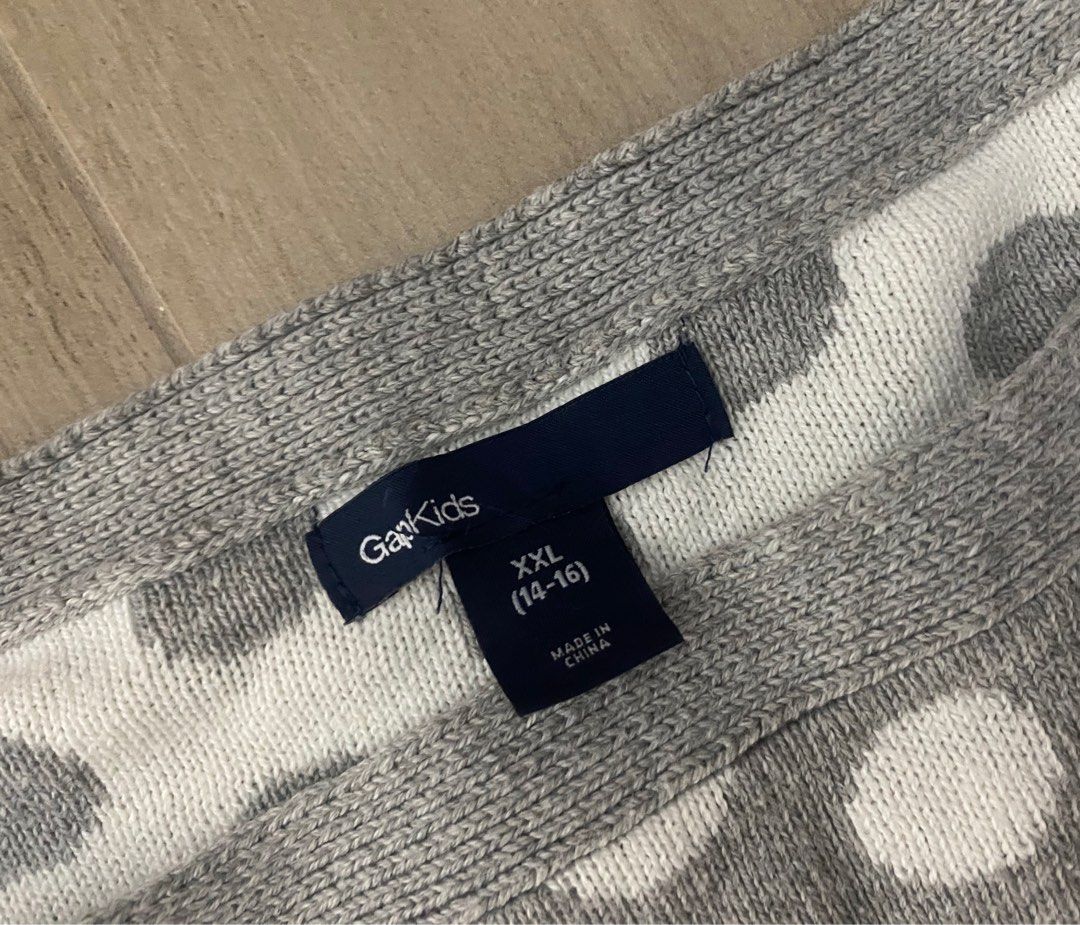 GapKids
XXL
(14-16)
MADE IN
CHINA